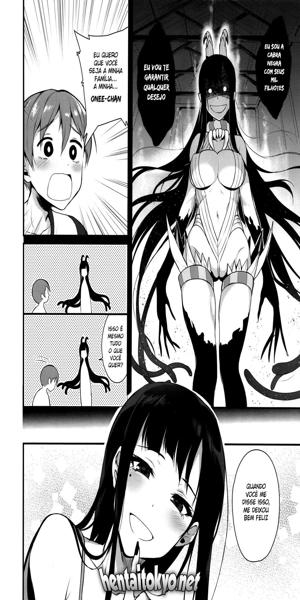 EU SOU A
CABRA
NEGRA
COM SEUS
MIL
FILHOTES
EU VOU TE
GARANTIR
QUALQUER
DESEJO
EU QUERO
QUE VOCÊ
SEJA A MINHA
FAMÍLIA...
A MINHA...
ONEE-CHAN
ISSO É
MESMO
TUDO O
QUE VOCÊ
QUER?
QUANDO
VOCÊ ME
DISSE ISSO,
ME DEIXOU
BEM FELIZ
hentaitokyo.net